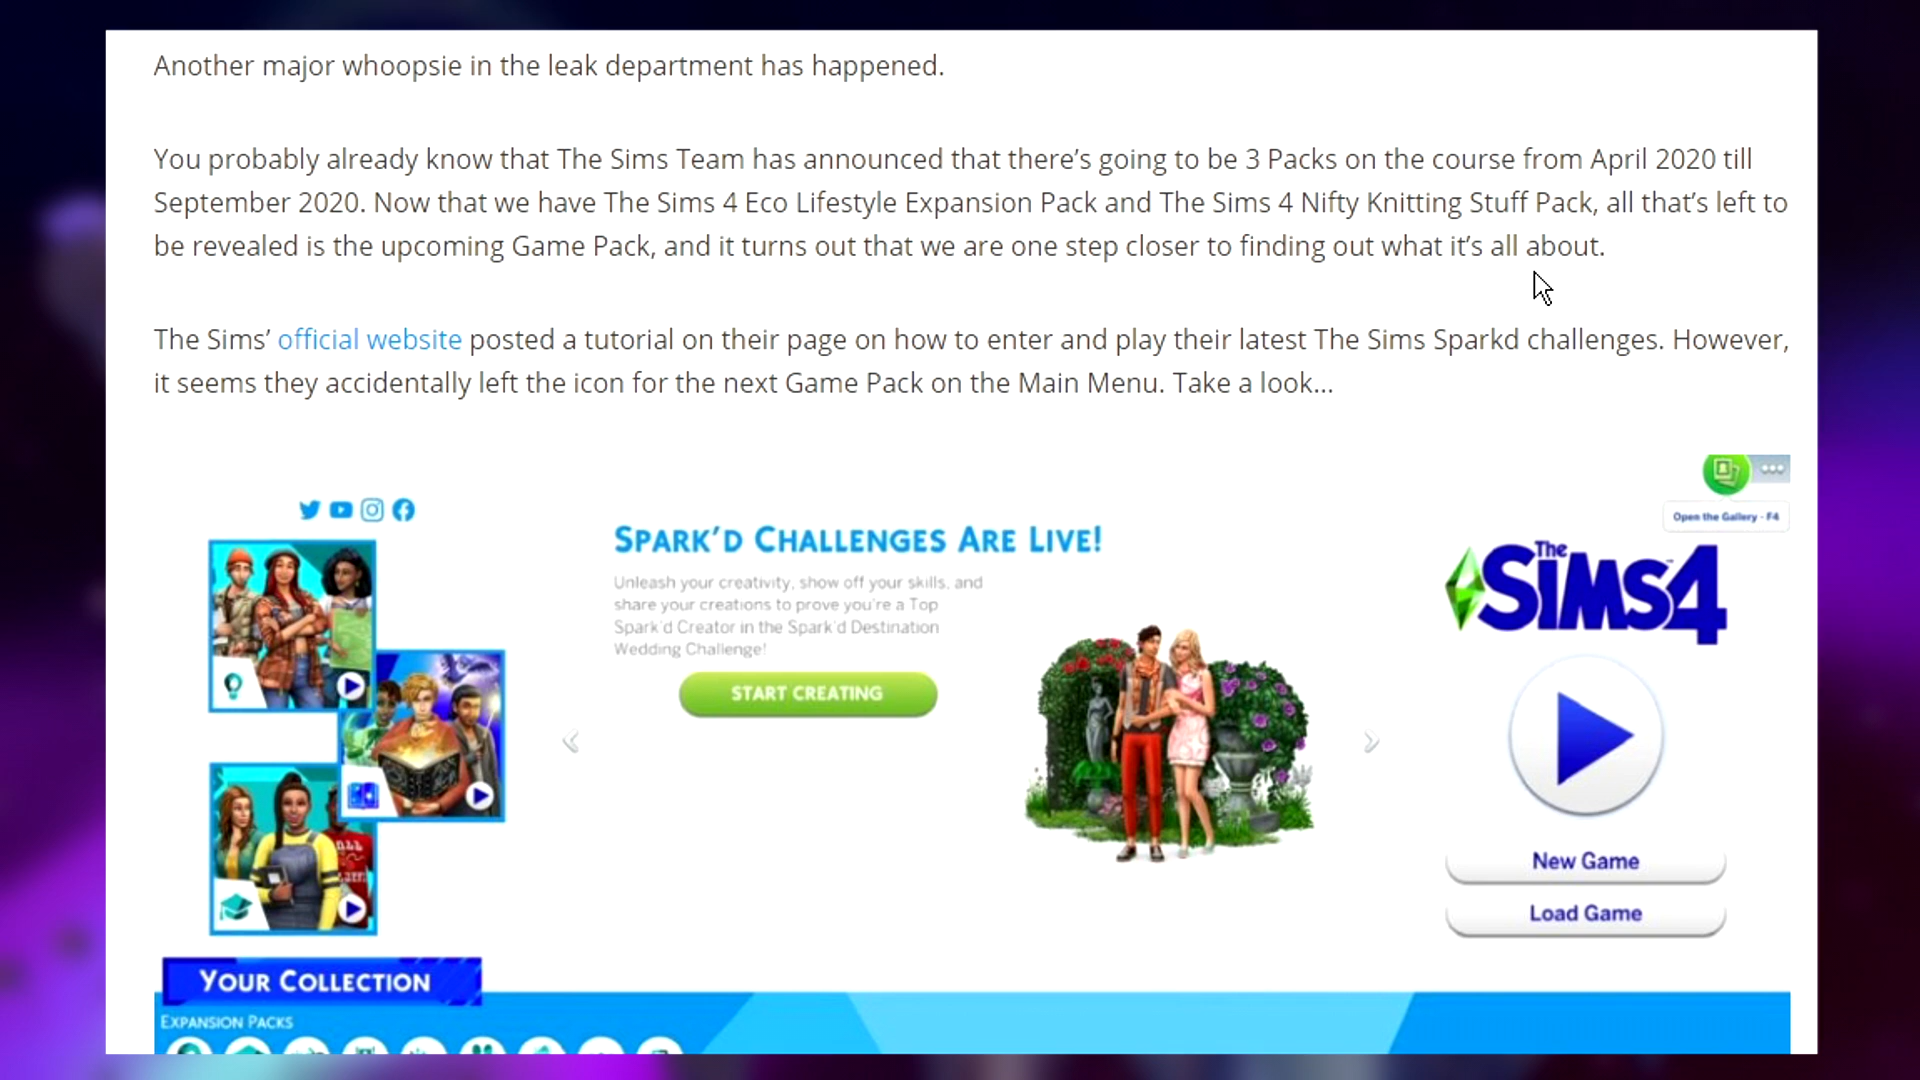 Another major whoopsie in the leak department has happened.
You probably already know that The Sims Team has announced that there's going to be 3 Packs on the course from April 2020 till
September 2020. Now that we have The Sims 4 Eco Lifestyle Expansion Pack and The Sims 4 Nifty Knitting Stuff Pack, all that's left to
be revealed is the upcoming Game Pack, and it turns out that we are one step closer to finding out what it's all about.
The Sims' official website posted a tutorial on their page on how to enter and play their latest The Sims Sparkd challenges. However,
it seems they accidentally left the icon for the next Game Pack on the Main Menu. Take a look...
Open the Gallery - F4
SPARK'D CHALLENGES ARE LIVE!
Unleash your creativity, show off your skills, and
share your creations to prove you're a Top
Spark'd Creator in the Spark'd Destination
Wedding Challenge!
START CREATING
The SIMS 4
New Game
Load Game
YOUR COLLECTION
EXPANSION PACKS